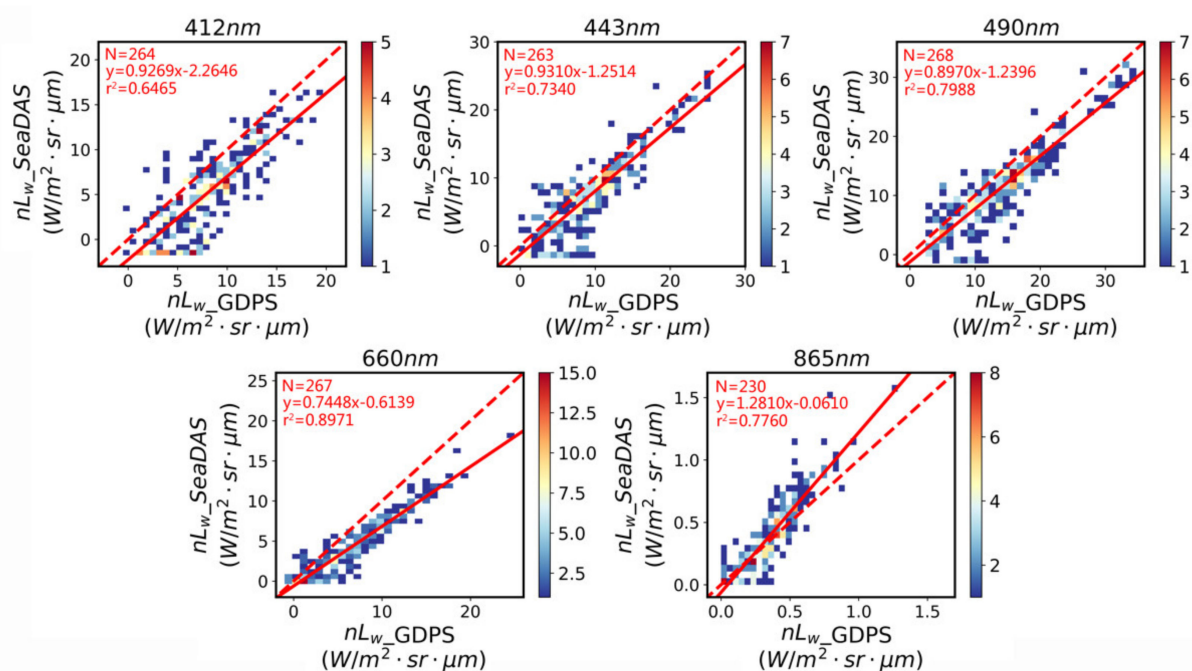 412nm
N=264
y=0.9269x-2.2646
r²=0.6465
20
15
10
5
0
0
5
10
15
20
5
4
3
2
1
nLw_SeaDAS
(W/m² · sr · μm)
nLw_GDPS
(W/m² · sr · μm)
443nm
N=263
y=0.9310x-1.2514
r²=0.7340
30
20
10
0
0
10
20
30
7
6
5
4
3
2
1
nLw_SeaDAS
(W/m² · sr · μm)
nLw_GDPS
(W/m² · sr · μm)
490nm
N=268
y=0.8970x-1.2396
r²=0.7988
30
20
10
0
0
10
20
30
7
6
5
4
3
2
1
nLw_SeaDAS
(W/m² · sr · μm)
nLw_GDPS
(W/m² · sr · μm)
660nm
N=267
y=0.7448x-0.6139
r²=0.8971
25
20
15
10
5
0
0
10
20
15.0
12.5
10.0
7.5
5.0
2.5
nLw_SeaDAS
(W/m² · sr · μm)
nLw_GDPS
(W/m² · sr · μm)
865nm
N=230
y=1.2810x-0.0610
r²=0.7760
1.5
1.0
0.5
0.0
0.0
0.5
1.0
1.5
8
6
4
2
nLw_SeaDAS
(W/m² · sr · μm)
nLw_GDPS
(W/m² · sr · μm)